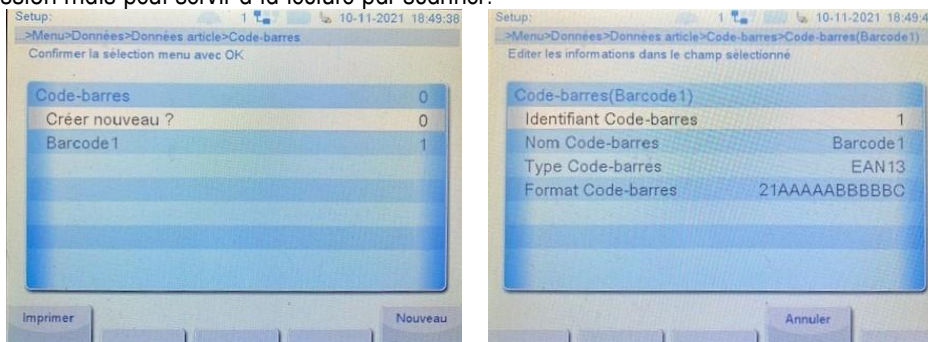 ssion mais pour servir à la lecture par scanner.
Setup: 1 10-11-2021 18:49:38
...>Menu>Données>Données article>Code-barres
Confirmer la sélection menu avec OK
Code-barres 0
Créer nouveau ? 0
Barcode1 1
Imprimer Nouveau
Setup: 1 10-11-2021 18:49:4
...>Menu>Données>Données article>Code-barres>Code-barres(Barcode1)
Editer les informations dans le champ sélectionné
Code-barres(Barcode1)
Identifiant Code-barres 1
Nom Code-barres Barcode1
Type Code-barres EAN13
Format Code-barres 21AAAAABBBBBC
Annuler